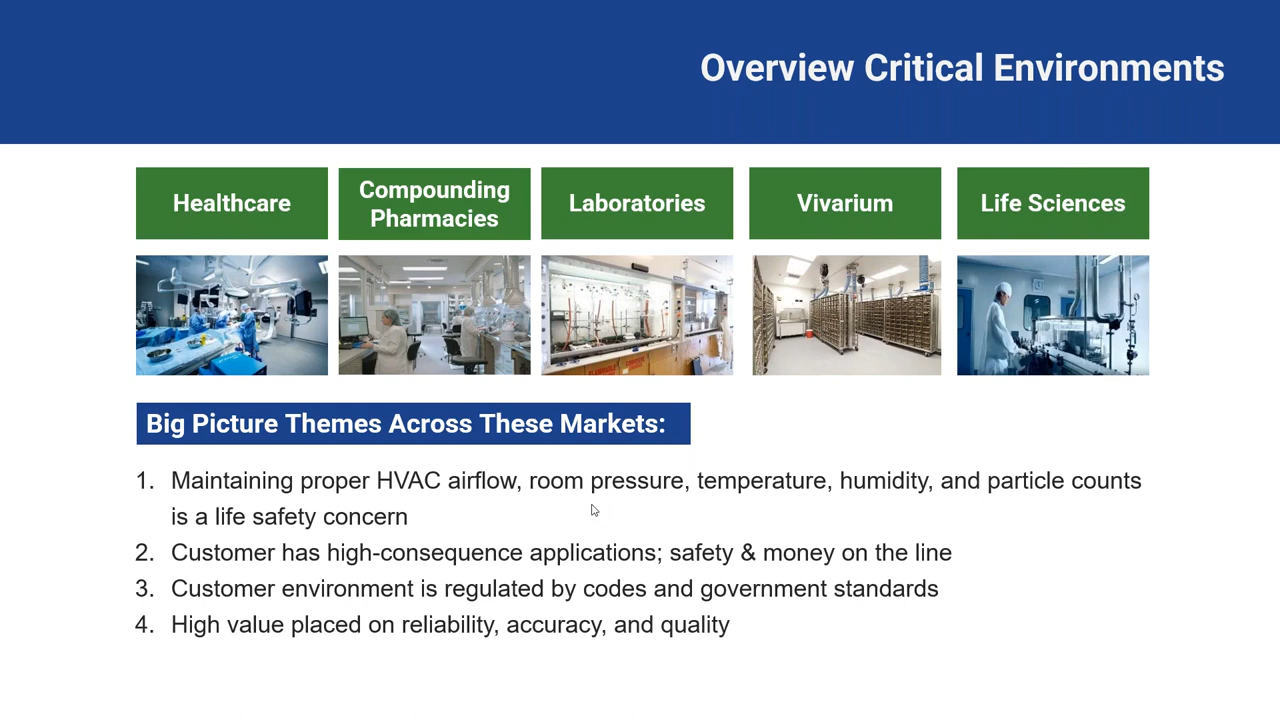 Overview Critical Environments
Healthcare
Compounding
Pharmacies
Laboratories
Vivarium
Life Sciences
Big Picture Themes Across These Markets:
1. Maintaining proper HVAC airflow, room pressure, temperature, humidity, and particle counts
is a life safety concern
2. Customer has high-consequence applications; safety & money on the line
3. Customer environment is regulated by codes and government standards
4. High value placed on reliability, accuracy, and quality